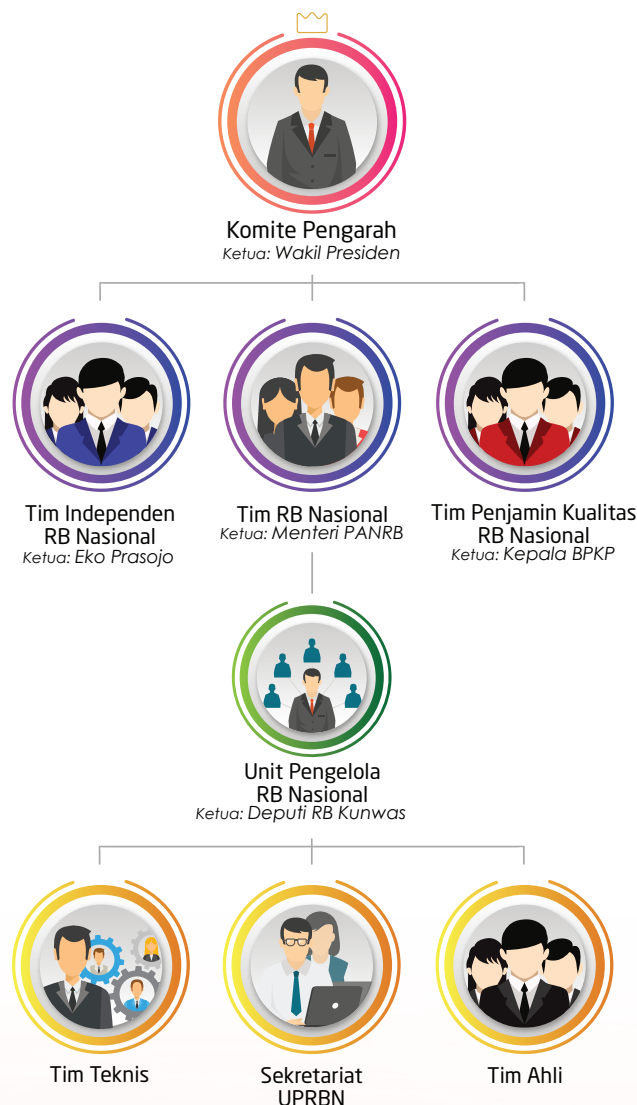 Komite Pengarah
Ketua: Wakil Presiden
Tim Independen
RB Nasional
Ketua: Eko Prasojo
Tim RB Nasional
Ketua: Menteri PANRB
Tim Penjamin Kualitas
RB Nasional
Ketua: Kepala BPKP
Unit Pengelola
RB Nasional
Ketua: Deputi RB Kunwas
Tim Teknis
Sekretariat
UPRBN
Tim Ahli